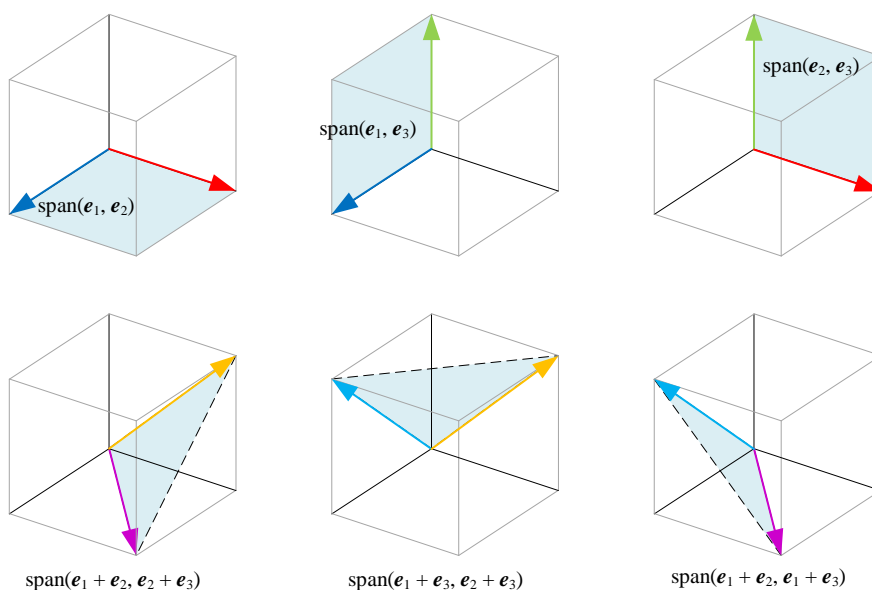 span(e₁, e₂)
span(e₁, e₃)
span(e₂, e₃)
span(e₁ + e₂, e₂ + e₃)
span(e₁ + e₃, e₂ + e₃)
span(e₁ + e₂, e₁ + e₃)